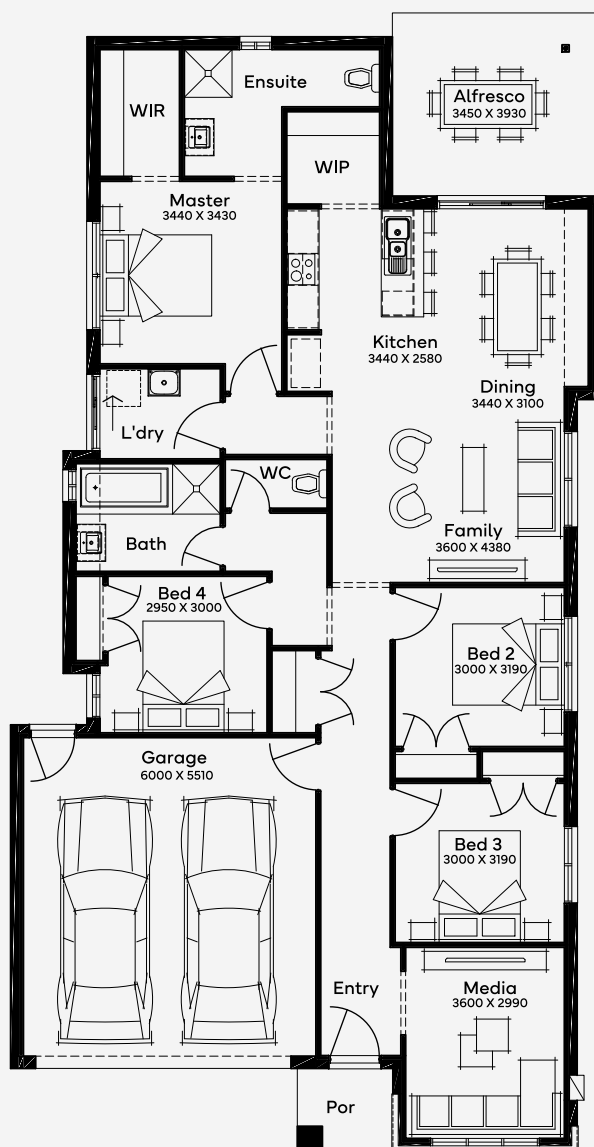 Ensuite
Alfresco
3450 X 3930
WIR
WIP
Master
3440 X 3430
Kitchen
3440 X 2580
Dining
3440 X 3100
L'dry
WC
Family
3600 X 4380
Bath
Bed 4
2950 X 3000
Bed 2
3000 X 3190
Garage
6000 X 5510
Bed 3
3000 X 3190
Entry
Media
3600 X 2990
Por